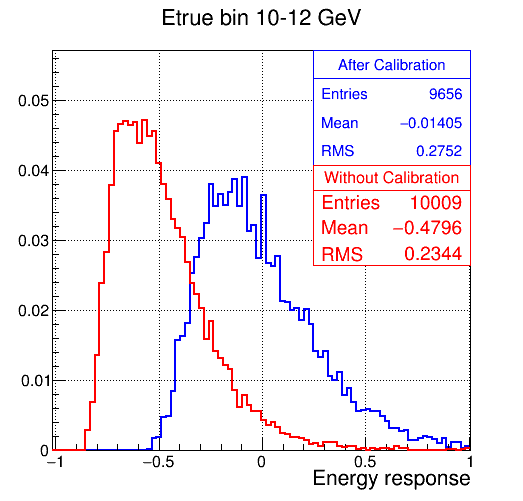 Etrue bin 10-12 GeV
After Calibration
Entries 9656
Mean −0.01405
RMS 0.2752
Without Calibration
Entries 10009
Mean −0.4796
RMS 0.2344
0.05
0.04
0.03
0.02
0.01
0
−1 −0.5 0 0.5 1
Energy response